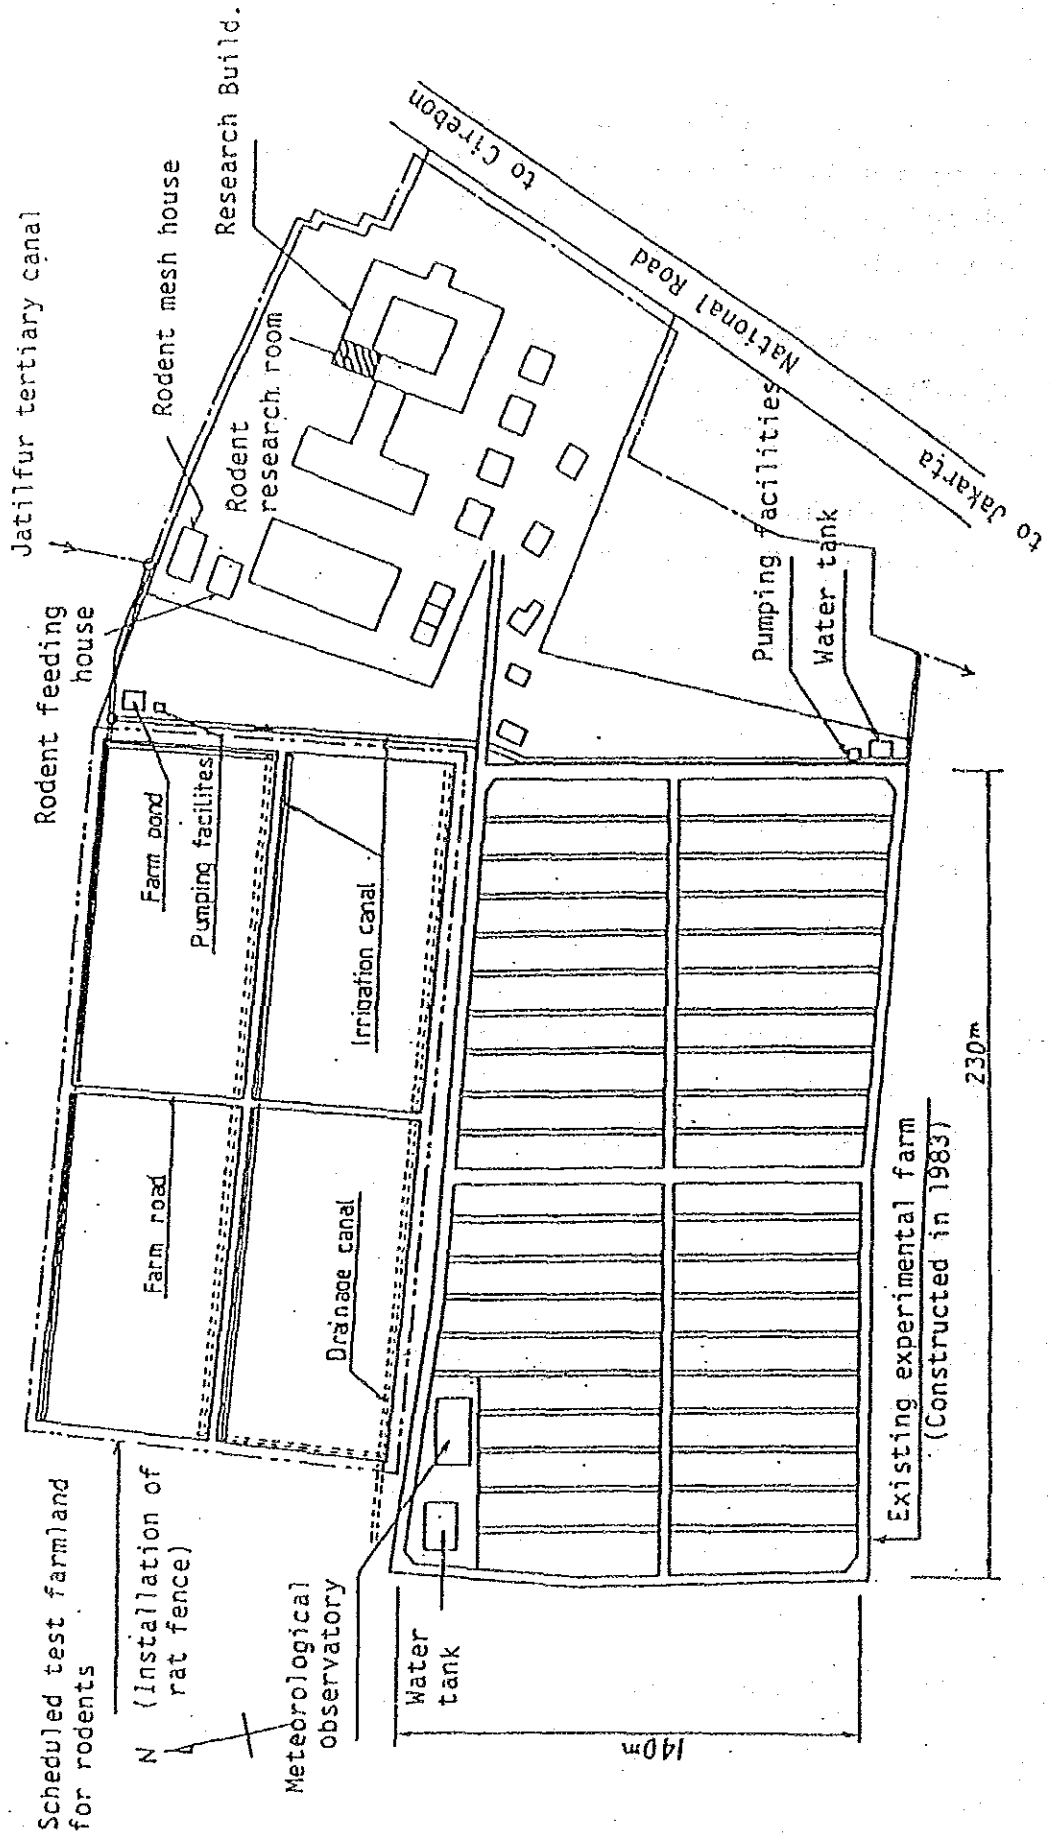 Scheduled test farmland
for rodents
(Installation of
rat fence)
N
Meteorological
observatory
Water
tank
140m
Farm road
Drainage canal
Rodent feeding
house
Farm pond
Pumping facilites
Irrigation canal
Jatilfur tertiary canal
Rodent mesh house
Rodent
research room
Research Build.
to Cirebon
National Road
to Jakarta
Pumping facilities
Water tank
Existing experimental farm
(Constructed in 1983)
230m